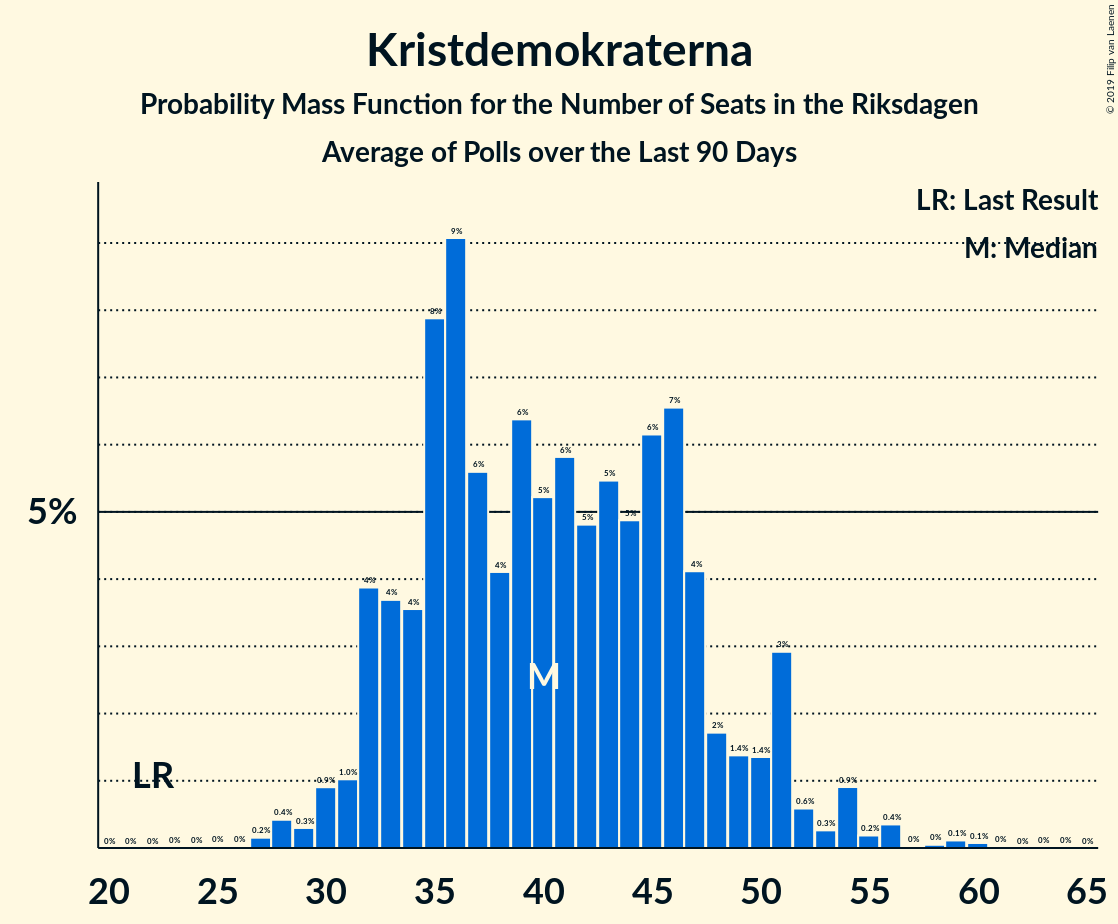 Kristdemokraterna
Probability Mass Function for the Number of Seats in the Riksdagen
Average of Polls over the Last 90 Days
© 2019 Filip van Laenen
LR: Last Result
M: Median
5%
LR
M
0% 0% 0% 0% 0% 0% 0% 0.2% 0.4% 0.3% 0.9% 1.0% 4% 4% 4% 8% 9% 6% 4% 6% 5% 6% 5% 5% 5% 6% 7% 4% 2% 1.4% 1.4% 3% 0.6% 0.3% 0.9% 0.2% 0.4% 0% 0% 0.1% 0.1% 0% 0% 0% 0% 0%
20 25 30 35 40 45 50 55 60 65